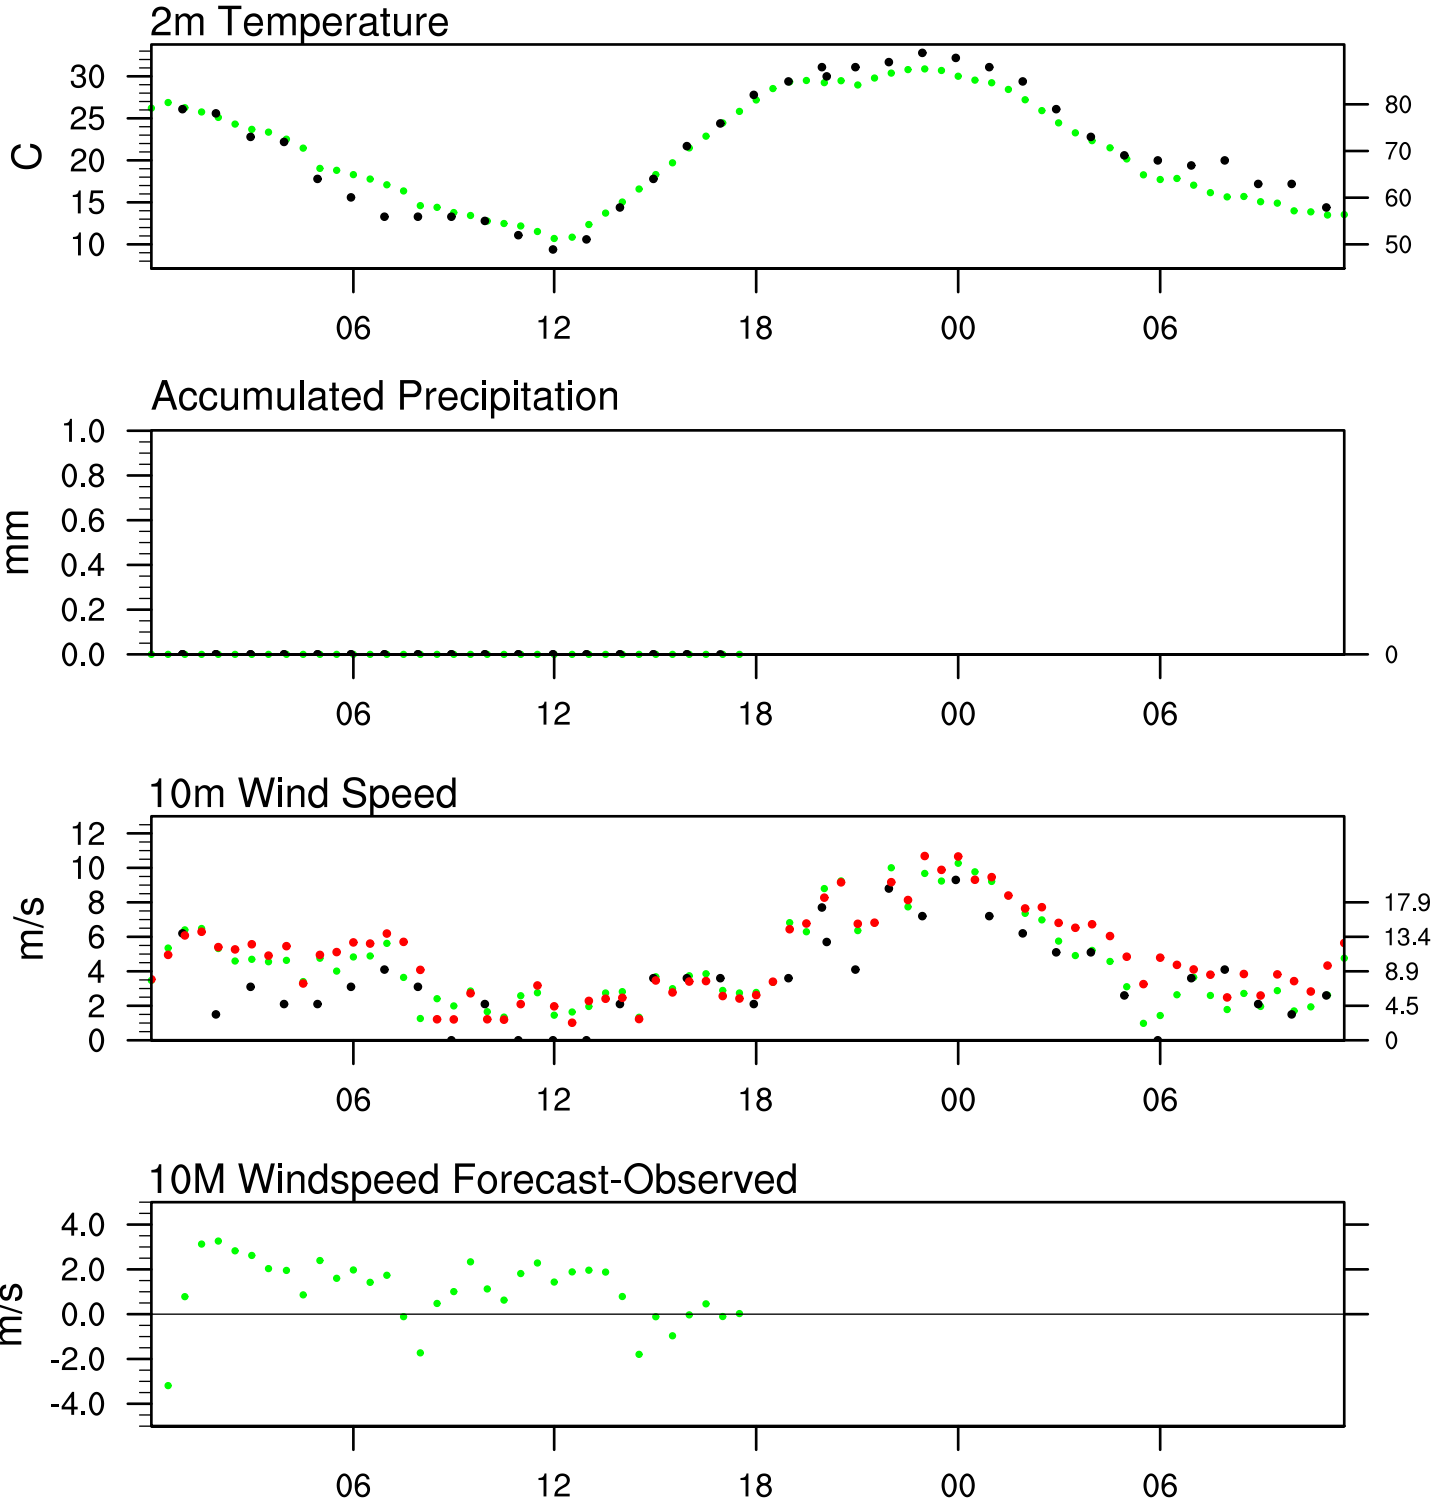 2m Temperature
C
30
25
20
15
10
80
70
60
50
06 12 18 00 06
Accumulated Precipitation
mm
1.0
0.8
0.6
0.4
0.2
0.0
0
06 12 18 00 06
10m Wind Speed
m/s
12
10
8
6
4
2
0
17.9
13.4
8.9
4.5
0
06 12 18 00 06
10M Windspeed Forecast-Observed
m/s
4.0
2.0
0.0
-2.0
-4.0
06 12 18 00 06